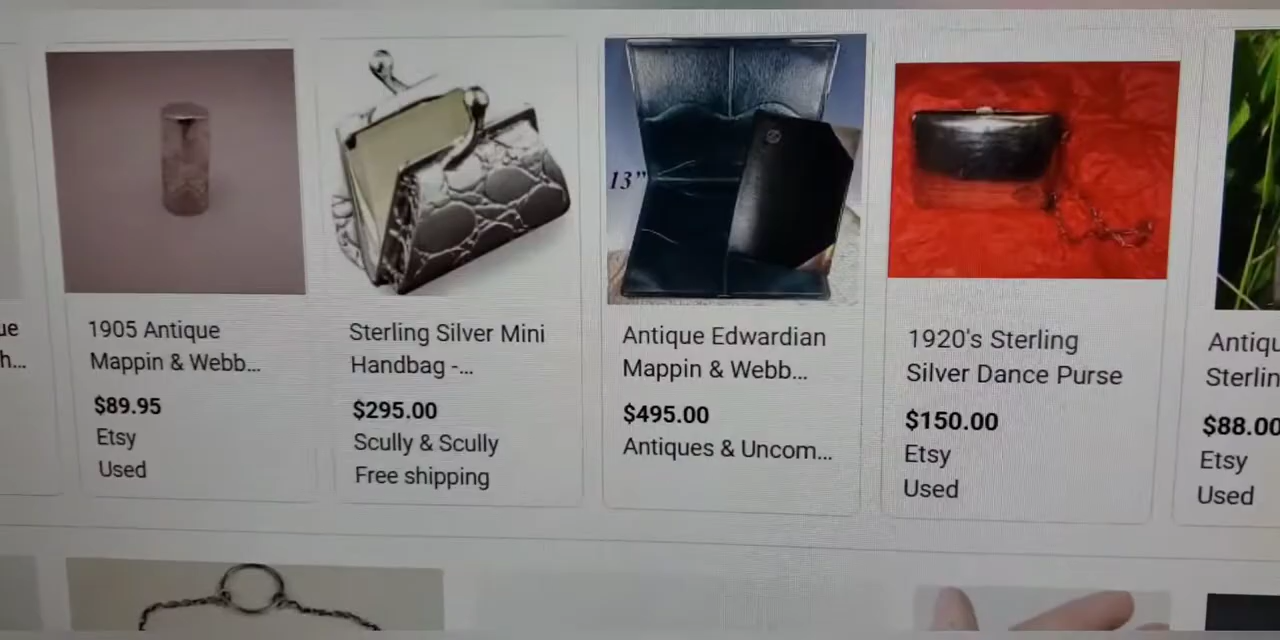 ue
h...
1905 Antique
Mappin & Webb...
$89.95
Etsy
Used
Sterling Silver Mini
Handbag -...
$295.00
Scully & Scully
Free shipping
13"
Antique Edwardian
Mappin & Webb...
$495.00
Antiques & Uncom...
1920's Sterling
Silver Dance Purse
$150.00
Etsy
Used
Antiqu
Sterlin
$88.00
Etsy
Used